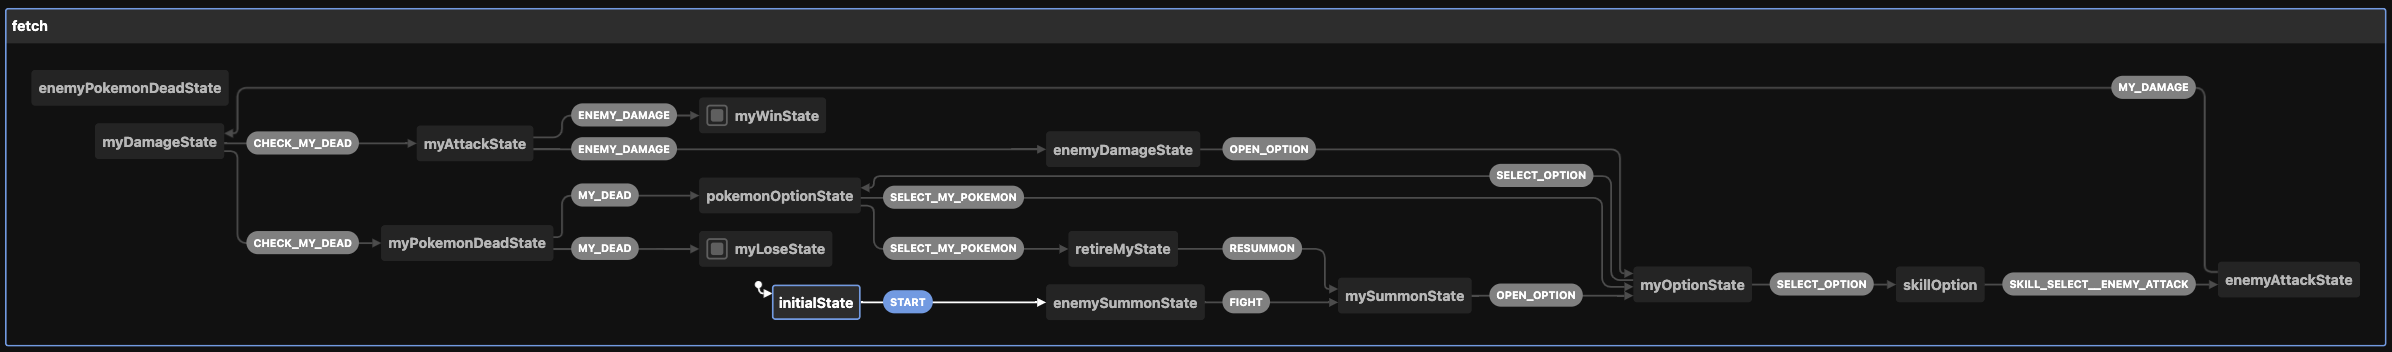 fetch
enemyPokemonDeadState
MY_DAMAGE
myDamageState
CHECK_MY_DEAD
myAttackState
ENEMY_DAMAGE
myWinState
ENEMY_DAMAGE
enemyDamageState
OPEN_OPTION
SELECT_OPTION
MY_DEAD
pokemonOptionState
SELECT_MY_POKEMON
CHECK_MY_DEAD
myPokemonDeadState
MY_DEAD
myLoseState
SELECT_MY_POKEMON
retireMyState
RESUMMON
initialState
START
enemySummonState
FIGHT
mySummonState
OPEN_OPTION
myOptionState
SELECT_OPTION
skillOption
SKILL_SELECT__ENEMY_ATTACK
enemyAttackState